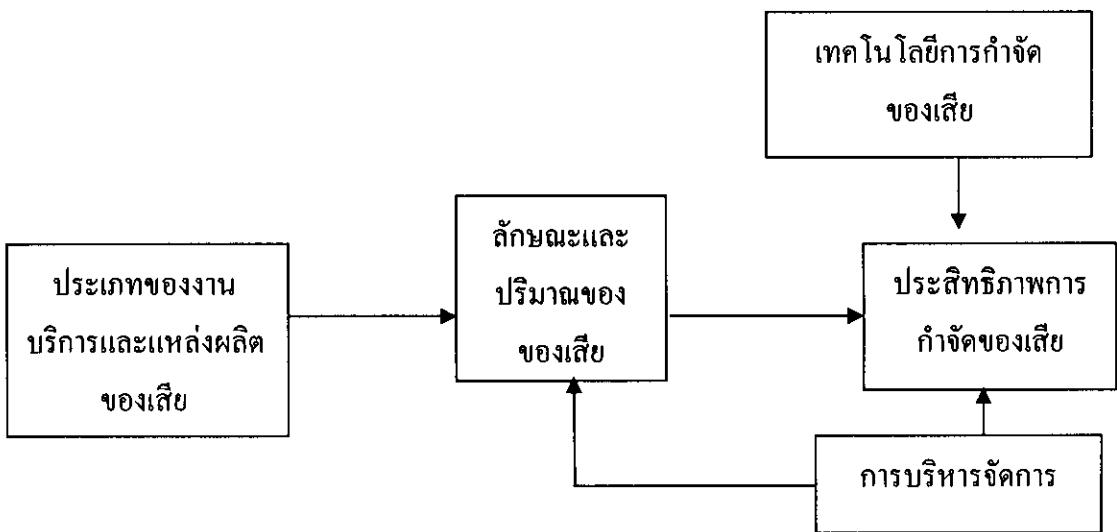 เทคโนโลยีการกำจัด
ของเสีย
ลักษณะและ
ปริมาณของ
ของเสีย
ประเภทของงาน
บริการและแหล่งผลิต
ของเสีย
ประสิทธิภาพการ
กำจัดของเสีย
การบริหารจัดการ